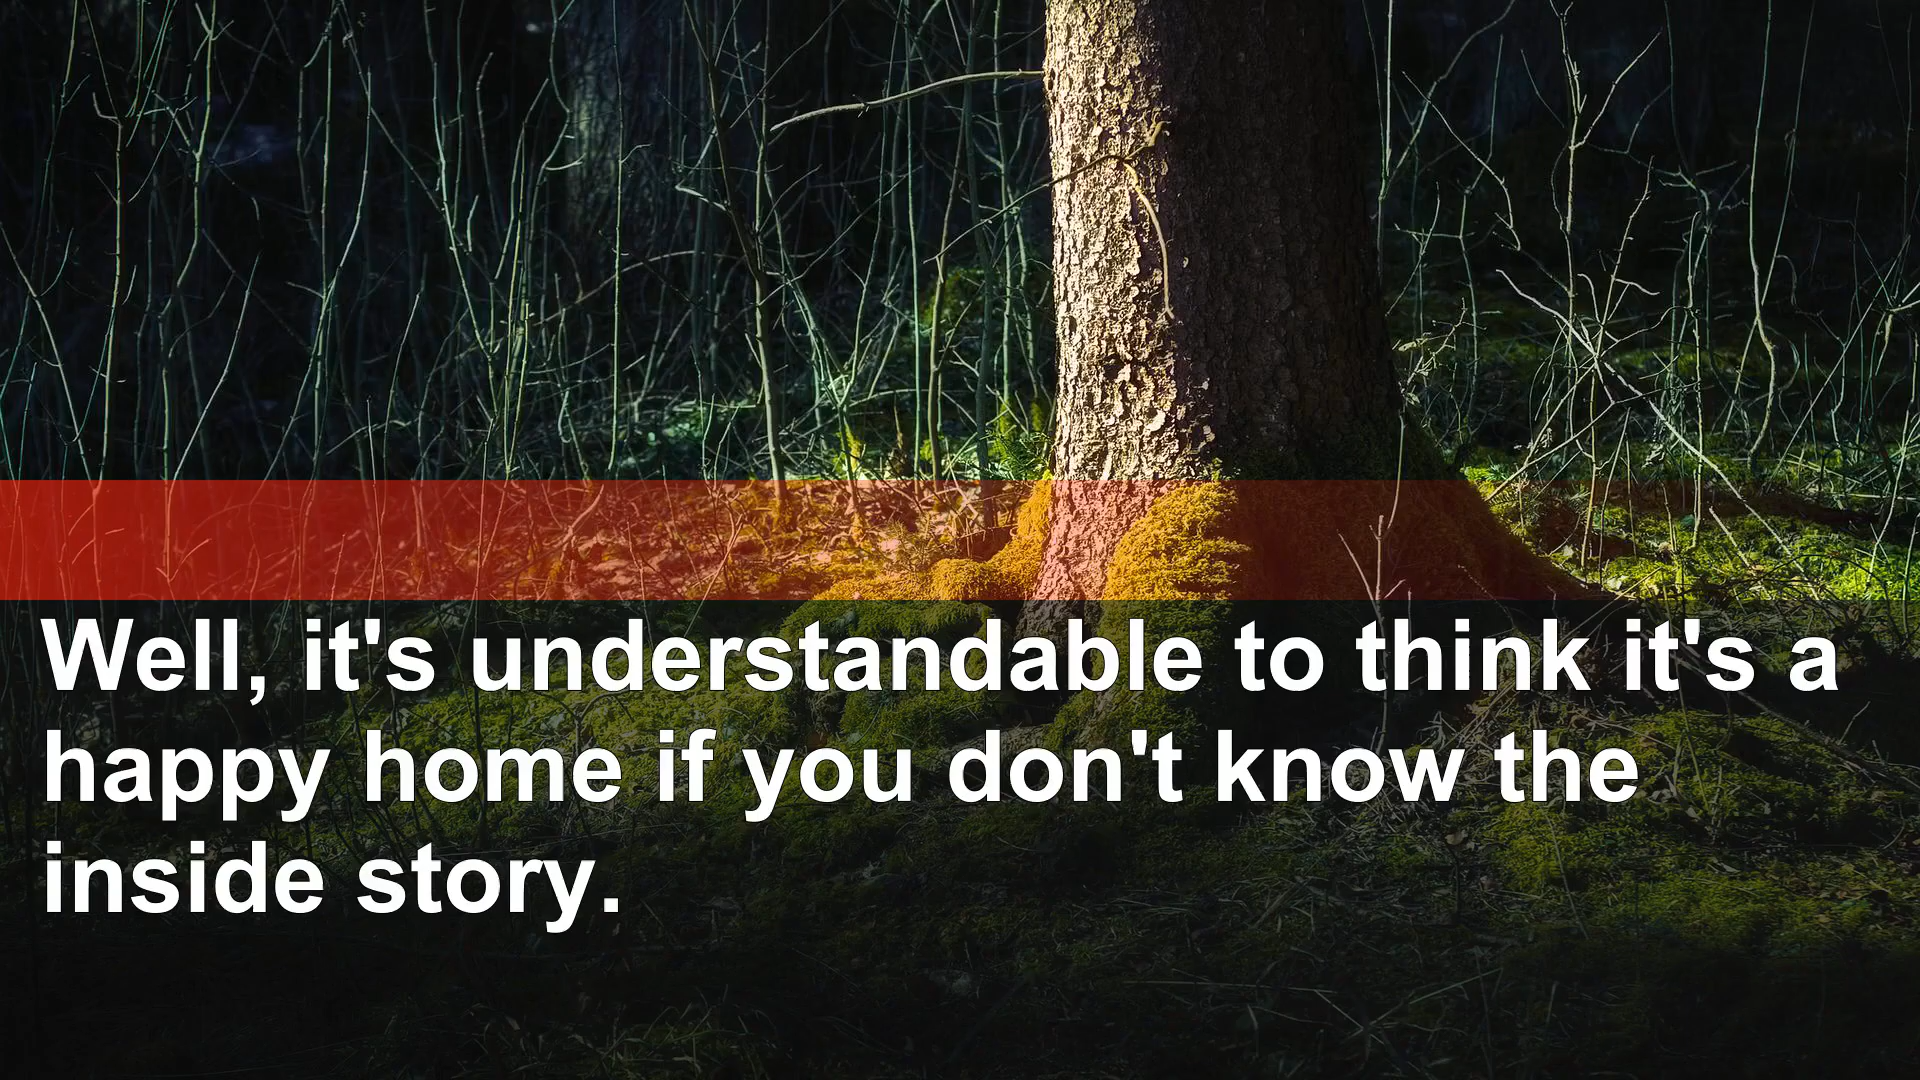 Well, it's understandable to think it's a
happy home if you don't know the
inside story.